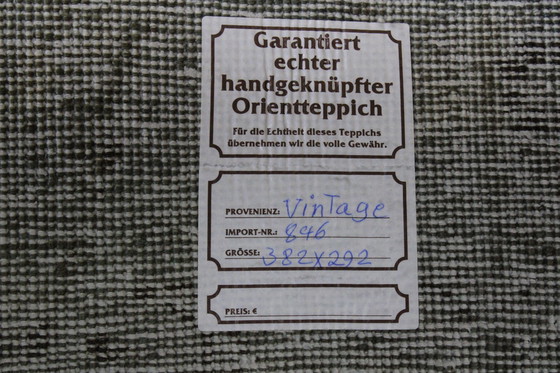 Garantiert
echter
handgeknüpfter
Orientteppich
Für die Echtheit dieses Teppichs
übernehmen wir die volle Gewähr.
PROVENIENZ: Vintage
IMPORT-NR.: 846
GRÖSSE: 382x292
PREIS: €